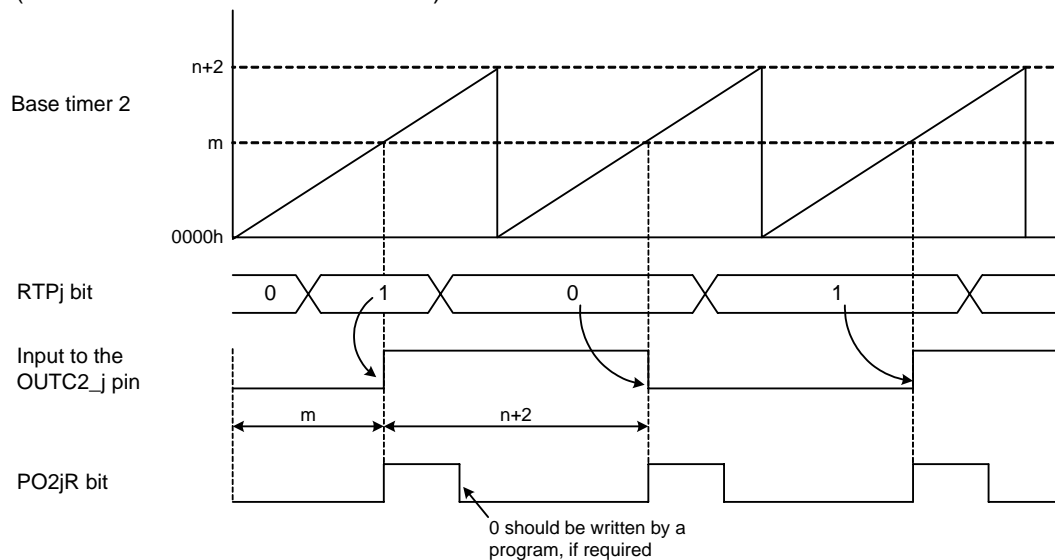 n+2
Base timer 2
m
0000h
RTPj bit
0
1
0
1
Input to the
OUTC2_j pin
m
n+2
PO2jR bit
0 should be written by a
program, if required